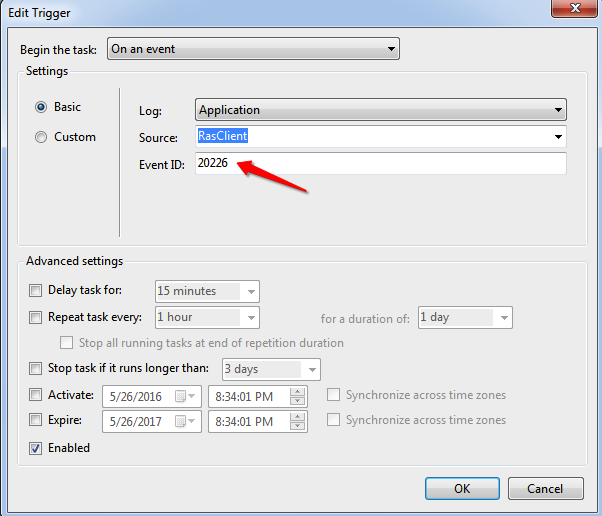 Edit Trigger
Begin the task: On an event
Settings
Basic
Custom
Log: Application
Source: RasClient
Event ID: 20226
Advanced settings
Delay task for: 15 minutes
Repeat task every: 1 hour for a duration of: 1 day
Stop all running tasks at end of repetition duration
Stop task if it runs longer than: 3 days
Activate: 5/26/2016 8:34:01 PM Synchronize across time zones
Expire: 5/26/2017 8:34:01 PM Synchronize across time zones
Enabled
OK Cancel